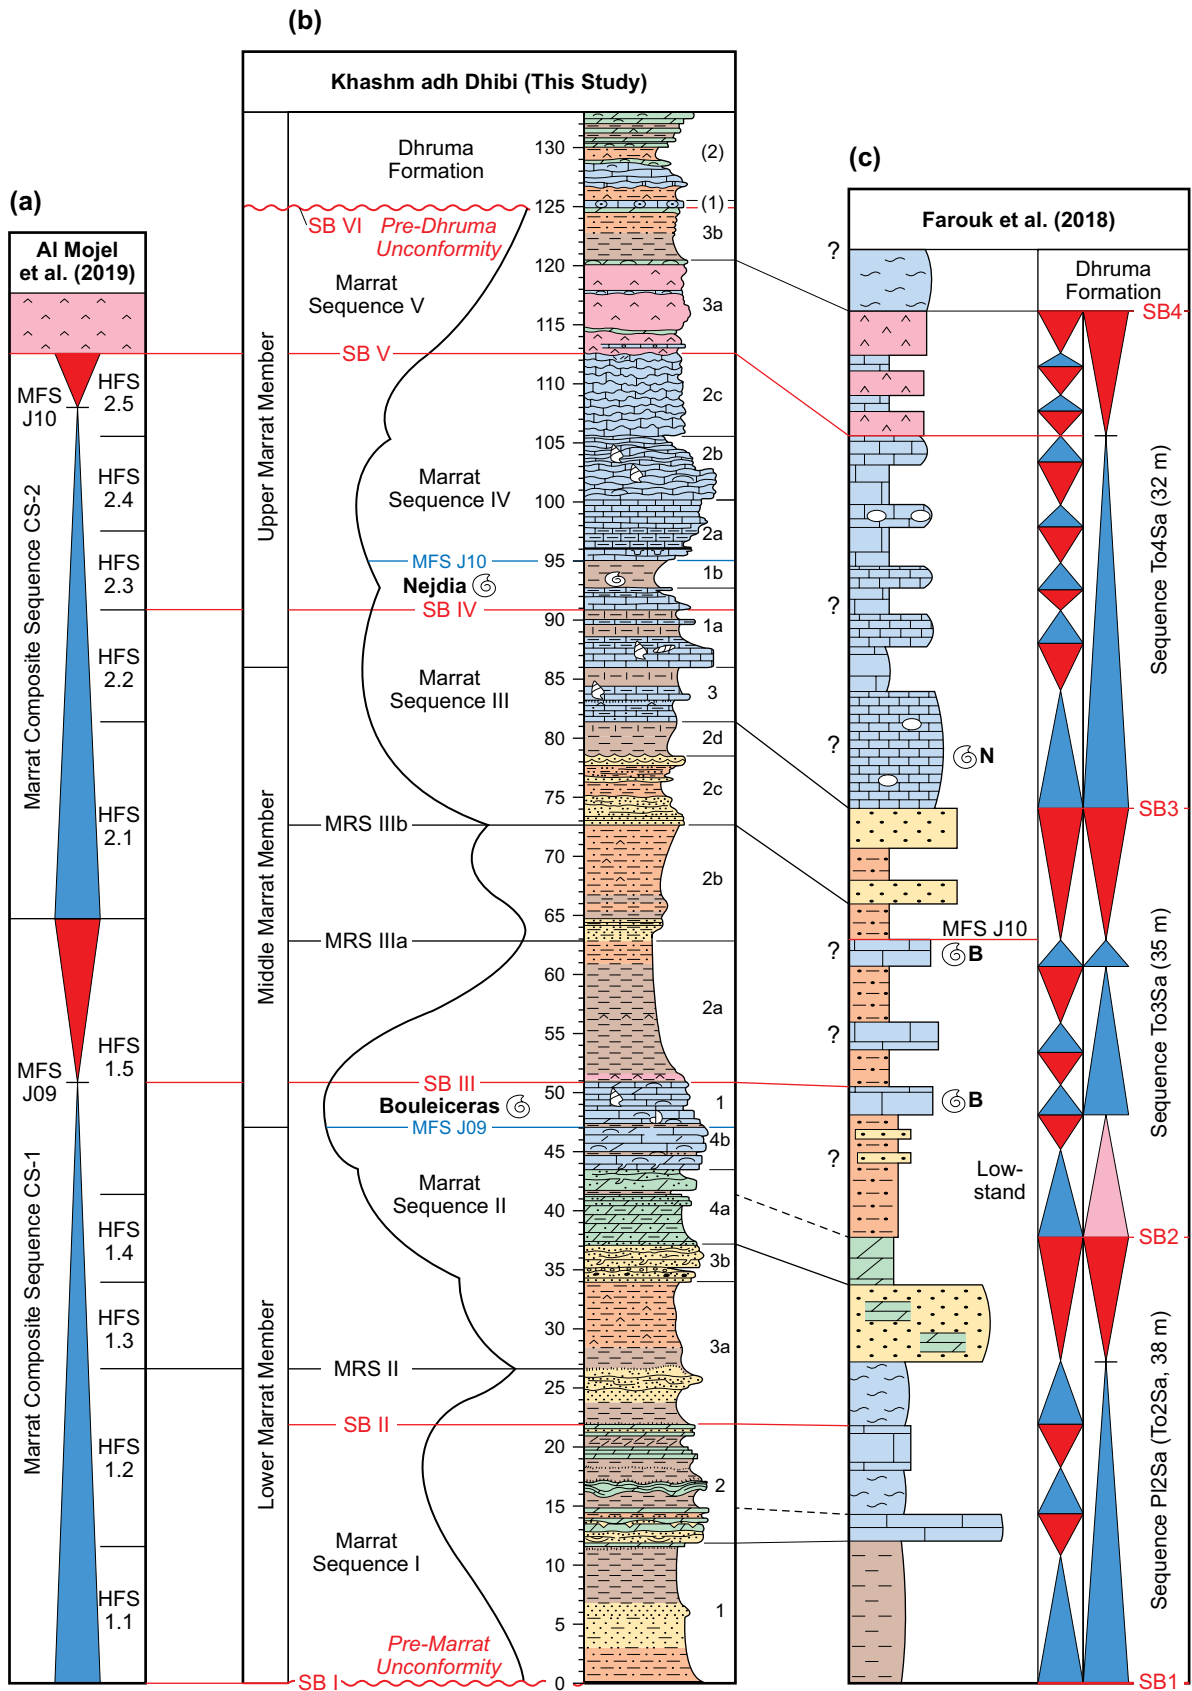 (a)
Al Mojel
et al. (2019)
MFS
J10
HFS
2.5
HFS
2.4
HFS
2.3
HFS
2.2
HFS
2.1
Marrat Composite Sequence CS-2
MFS
J09
HFS
1.5
HFS
1.4
HFS
1.3
HFS
1.2
HFS
1.1
Marrat Composite Sequence CS-1
(b)
Khashm adh Dhibi (This Study)
Upper Marrat Member
Middle Marrat Member
Lower Marrat Member
Dhruma
Formation
SB VI
Pre-Dhruma
Unconformity
Marrat
Sequence V
SB V
Marrat
Sequence IV
MFS J10
Nejdia
SB IV
Marrat
Sequence III
MRS IIIb
MRS IIIa
SB III
Bouleiceras
MFS J09
Marrat
Sequence II
MRS II
SB II
Marrat
Sequence I
Pre-Marrat
Unconformity
SB I
130
125
120
115
110
105
100
95
90
85
80
75
70
65
60
55
50
45
40
35
30
25
20
15
10
5
0
(2)
(1)
3b
3a
2c
2b
2a
1b
1a
3
2d
2c
2b
2a
1
4b
4a
3b
3a
2
1
(c)
Farouk et al. (2018)
?
Dhruma
Formation
SB4
?
Sequence To4Sa (32 m)
?
N
SB3
MFS J10
?
B
Sequence To3Sa (35 m)
?
B
?
Low-
stand
SB2
Sequence Pl2Sa (To2Sa, 38 m)
SB1